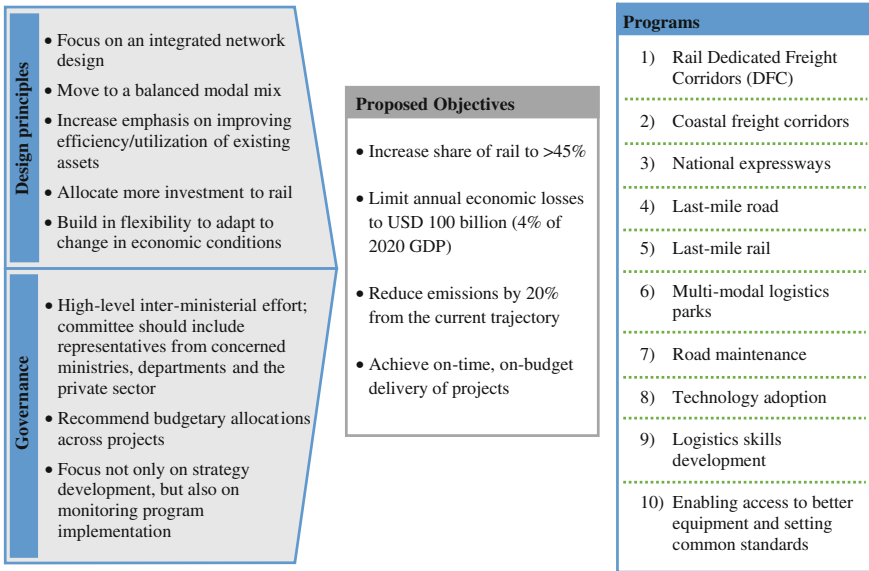 Design principles
• Focus on an integrated network
design
• Move to a balanced modal mix
• Increase emphasis on improving
efficiency/utilization of existing
assets
• Allocate more investment to rail
• Build in flexibility to adapt to
change in economic conditions
Governance
• High-level inter-ministerial effort;
committee should include
representatives from concerned
ministries, departments and the
private sector
• Recommend budgetary allocations
across projects
• Focus not only on strategy
development, but also on
monitoring program
implementation
Proposed Objectives
• Increase share of rail to >45%
• Limit annual economic losses
to USD 100 billion (4% of
2020 GDP)
• Reduce emissions by 20%
from the current trajectory
• Achieve on-time, on-budget
delivery of projects
Programs
1) Rail Dedicated Freight
Corridors (DFC)
2) Coastal freight corridors
3) National expressways
4) Last-mile road
5) Last-mile rail
6) Multi-modal logistics
parks
7) Road maintenance
8) Technology adoption
9) Logistics skills
development
10) Enabling access to better
equipment and setting
common standards